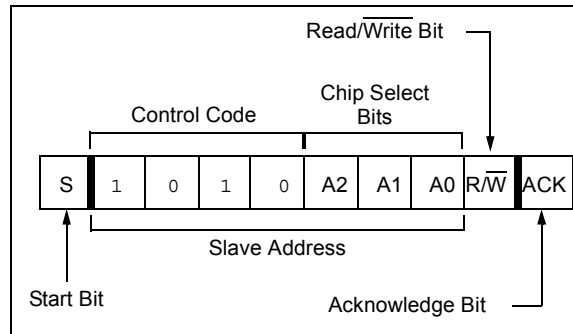 Read/Write Bit
Chip Select
Bits
Control Code
S 1 0 1 0 A2 A1 A0 R/W ACK
Slave Address
Start Bit
Acknowledge Bit